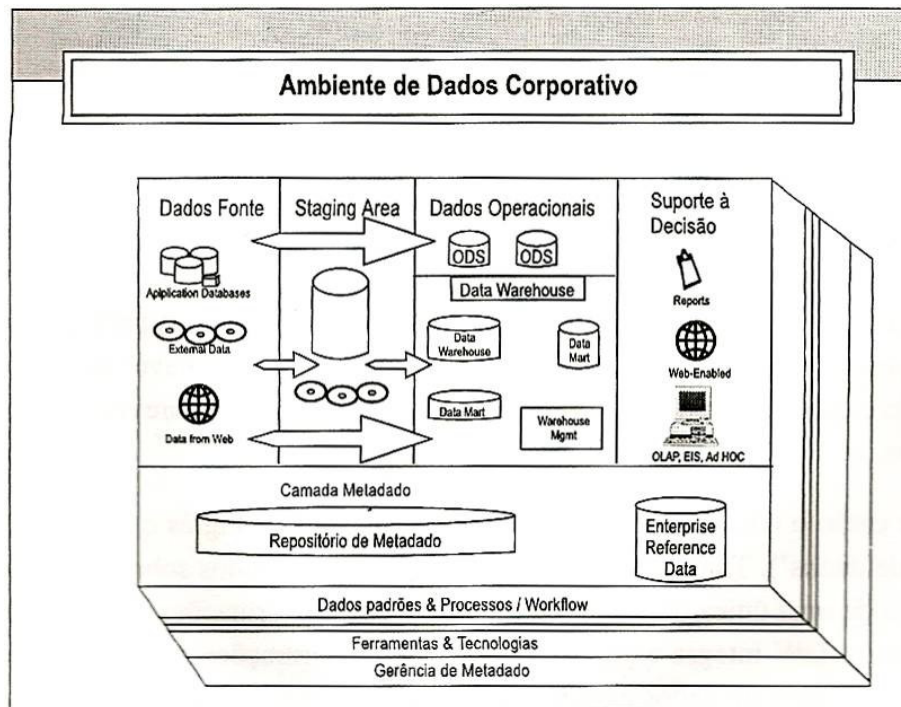 Ambiente de Dados Corporativo
Dados Fonte
Apiplication Databases
External Data
Data from Web
Staging Area
Dados Operacionais
ODS
ODS
Data Warehouse
Data
Warehouse
Data
Mart
Data Mart
Warehouse
Mgmt
Suporte à
Decisão
Reports
Web-Enabled
OLAP, EIS, Ad HOC
Camada Metadado
Repositório de Metadado
Enterprise
Reference
Data
Dados padrões & Processos / Workflow
Ferramentas & Tecnologias
Gerência de Metadado